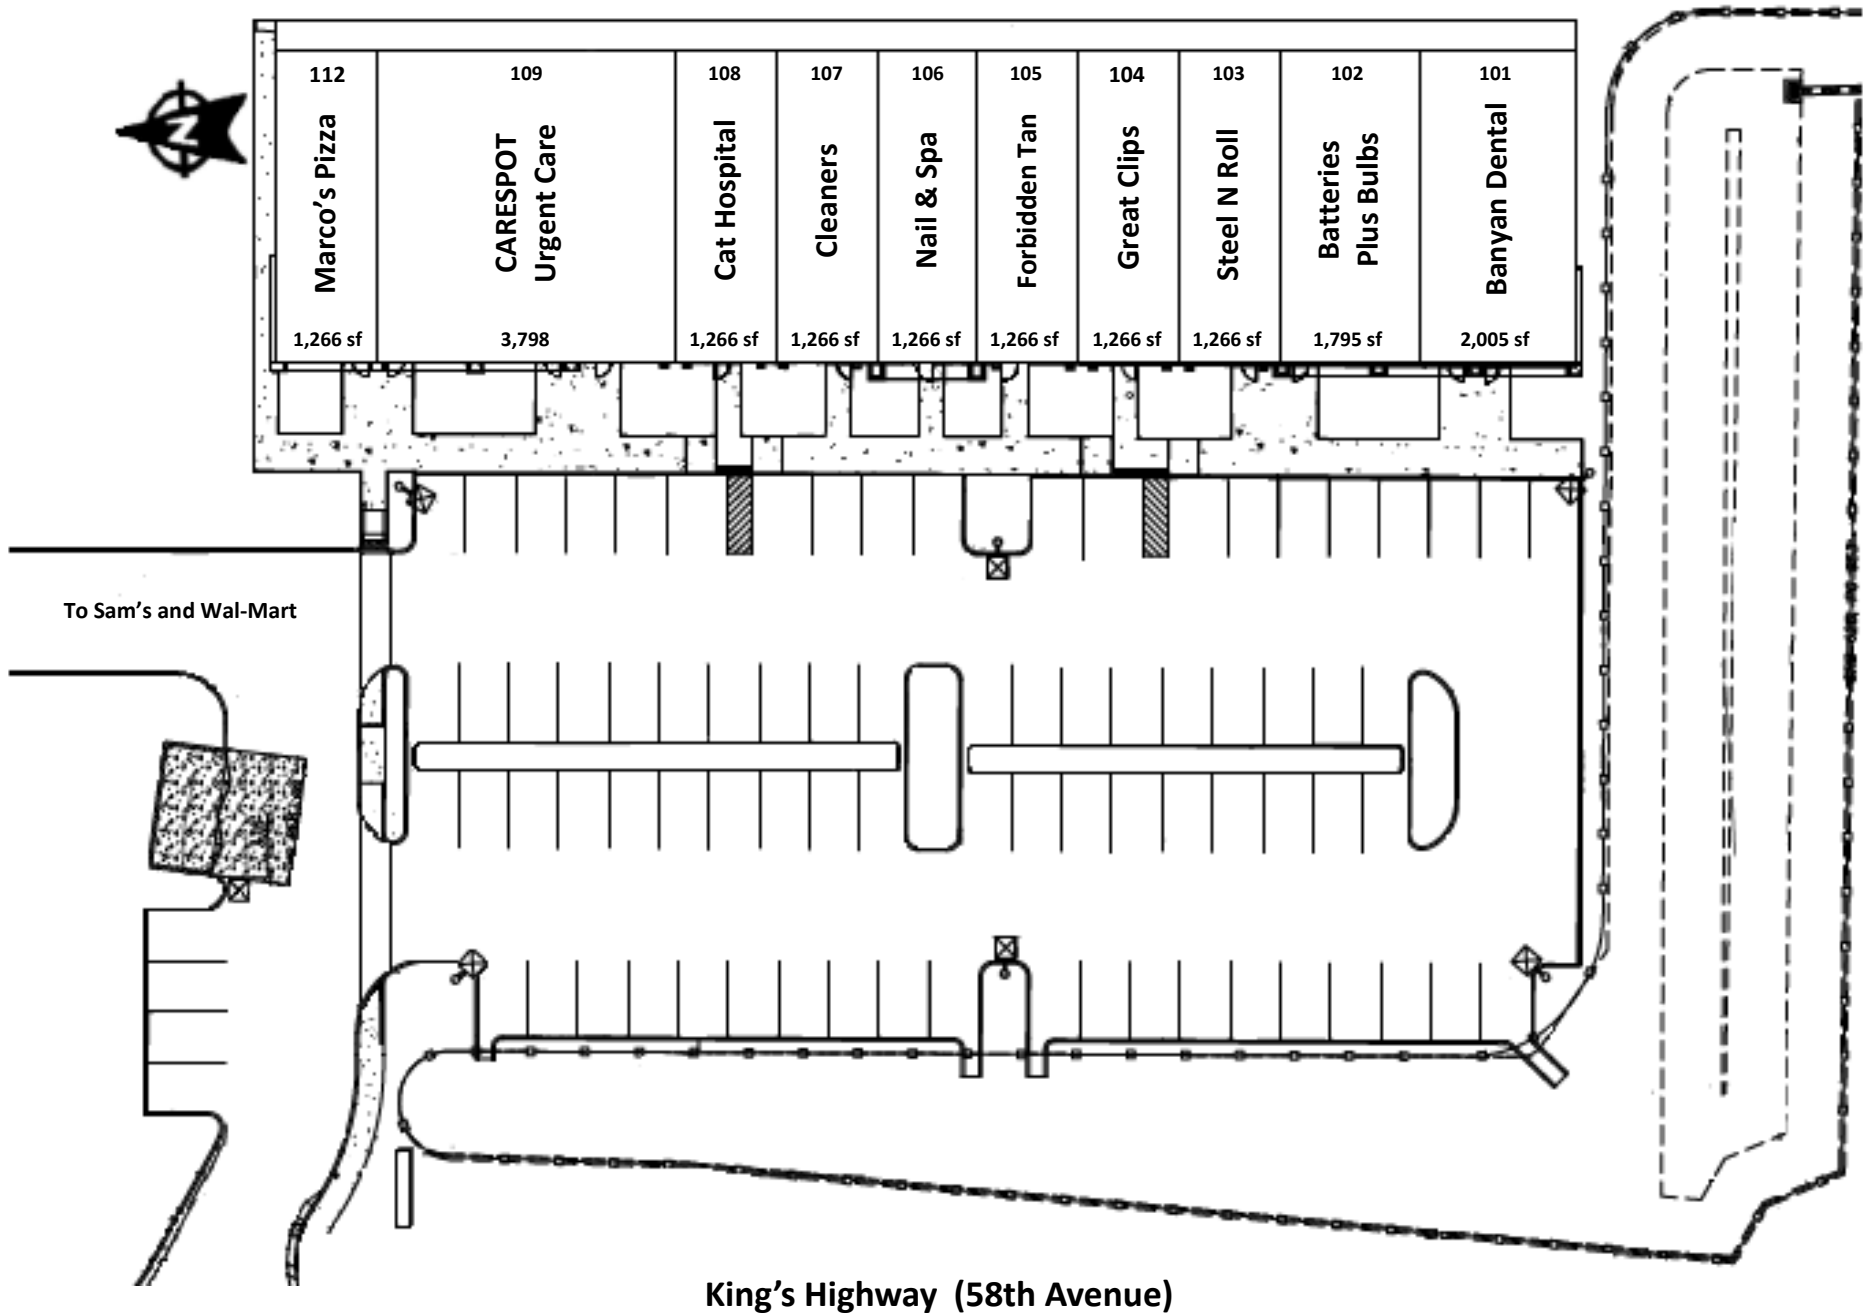 112
109
108
107
106
105
104
103
102
101
N
Marco's Pizza
CARESPOT
Urgent Care
Cat Hospital
Cleaners
Nail & Spa
Forbidden Tan
Great Clips
Steel N Roll
Batteries
Plus Bulbs
Banyan Dental
1,266 sf
3,798
1,266 sf
1,266 sf
1,266 sf
1,266 sf
1,266 sf
1,266 sf
1,795 sf
2,005 sf
To Sam's and Wal-Mart
King's Highway (58th Avenue)